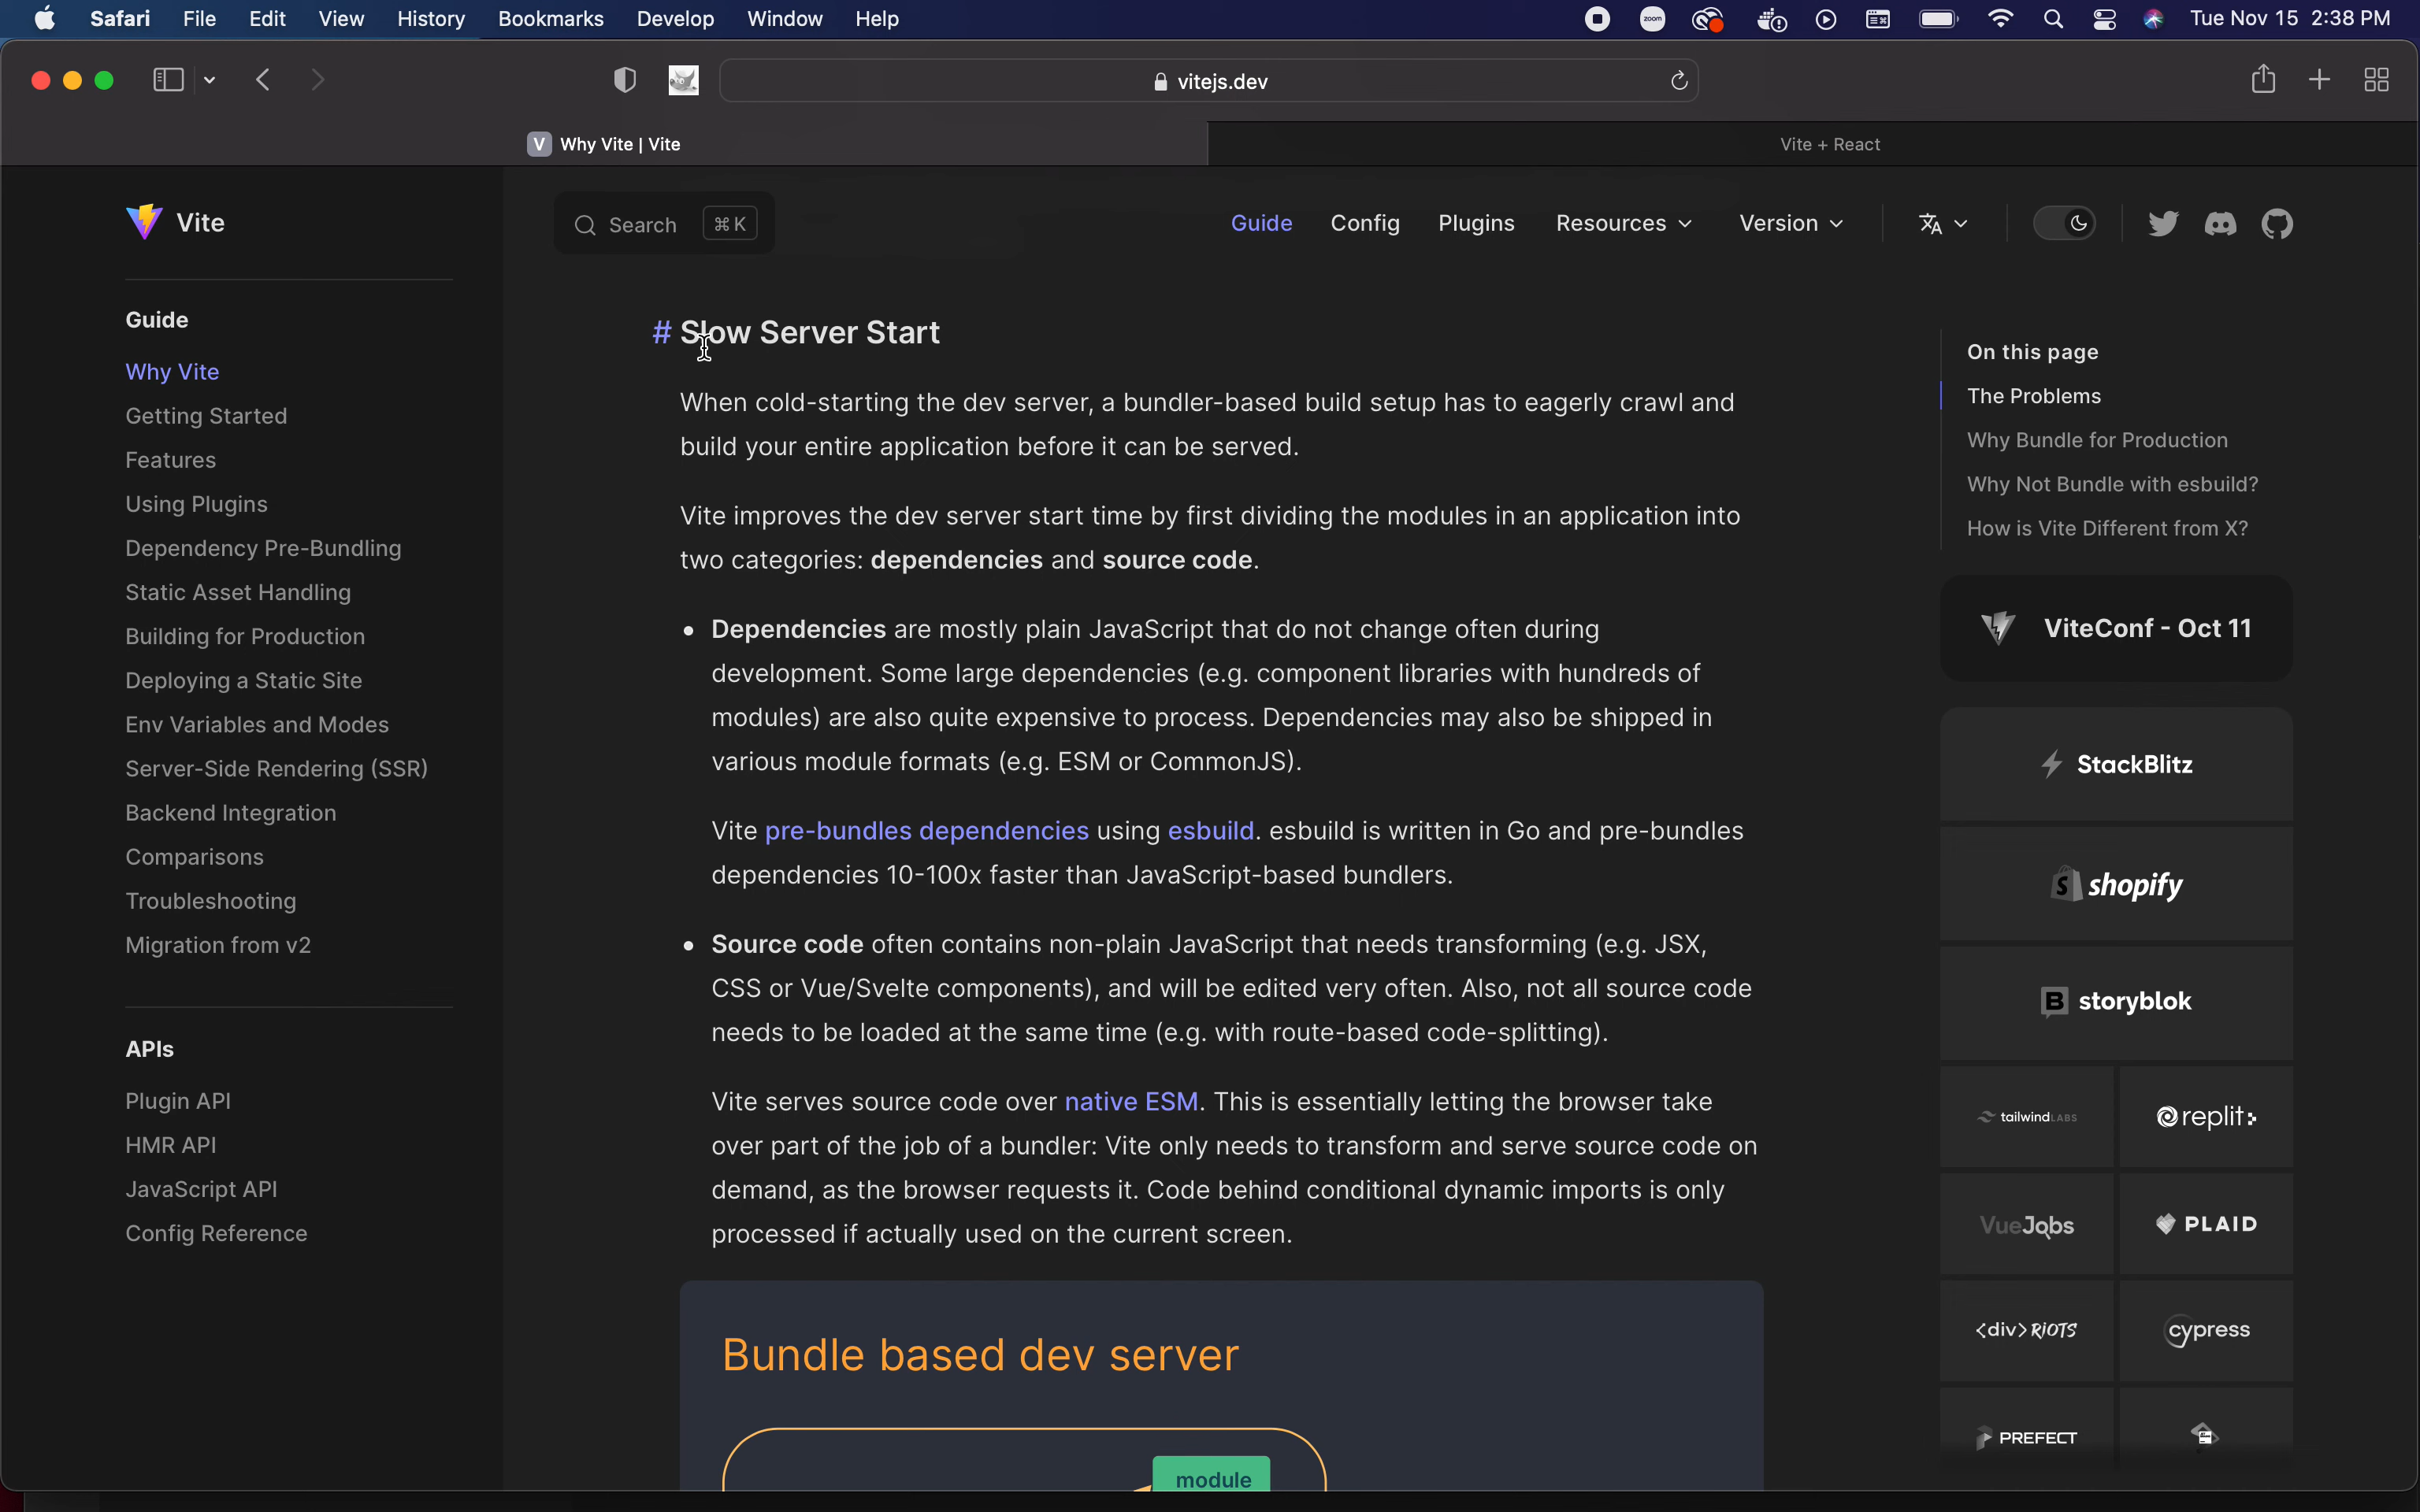 Safari File Edit View History Bookmarks Develop Window Help
zoom
Tue Nov 15 2:38 PM
vitejs.dev
V Why Vite | Vite
Vite + React
Vite
Search ⌘ K
Guide Config Plugins Resources Version
Guide
Why Vite
Getting Started
Features
Using Plugins
Dependency Pre-Bundling
Static Asset Handling
Building for Production
Deploying a Static Site
Env Variables and Modes
Server-Side Rendering (SSR)
Backend Integration
Comparisons
Troubleshooting
Migration from v2
APIs
Plugin API
HMR API
JavaScript API
Config Reference
# Slow Server Start
When cold-starting the dev server, a bundler-based build setup has to eagerly crawl and
build your entire application before it can be served.
Vite improves the dev server start time by first dividing the modules in an application into
two categories: dependencies and source code.
• Dependencies are mostly plain JavaScript that do not change often during
development. Some large dependencies (e.g. component libraries with hundreds of
modules) are also quite expensive to process. Dependencies may also be shipped in
various module formats (e.g. ESM or CommonJS).
Vite pre-bundles dependencies using esbuild. esbuild is written in Go and pre-bundles
dependencies 10-100x faster than JavaScript-based bundlers.
• Source code often contains non-plain JavaScript that needs transforming (e.g. JSX,
CSS or Vue/Svelte components), and will be edited very often. Also, not all source code
needs to be loaded at the same time (e.g. with route-based code-splitting).
Vite serves source code over native ESM. This is essentially letting the browser take
over part of the job of a bundler: Vite only needs to transform and serve source code on
demand, as the browser requests it. Code behind conditional dynamic imports is only
processed if actually used on the current screen.
Bundle based dev server
module
On this page
The Problems
Why Bundle for Production
Why Not Bundle with esbuild?
How is Vite Different from X?
ViteConf - Oct 11
StackBlitz
shopify
storyblok
tailwind LABS
replit
VueJobs
PLAID
<div> RIOTS
cypress
PREFECT